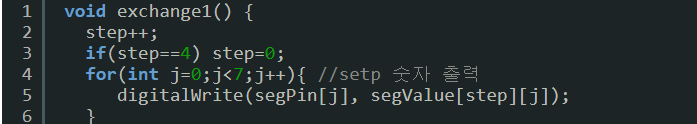 1 void exchange1() {
2 step++;
3 if(step==4) step=0;
4 for(int j=0;j<7;j++){ //setp 숫자 출력
5 digitalWrite(segPin[j], segValue[step][j]);
6 }